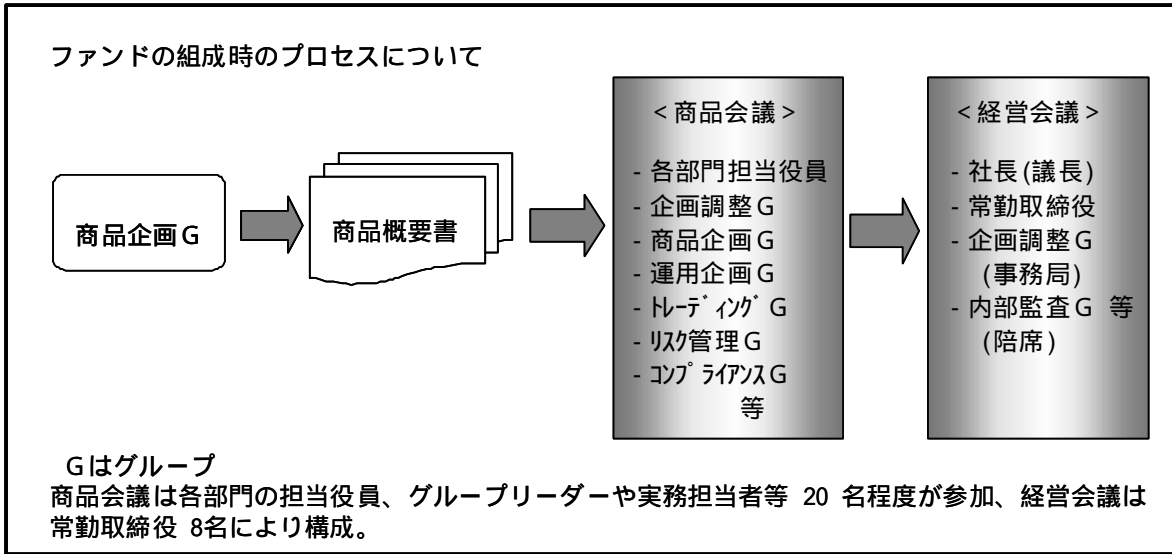 ファンドの組成時のプロセスについて
商品企画G
商品概要書
<商品会議>
- 各部門担当役員
- 企画調整G
- 商品企画G
- 運用企画G
- ﾄﾚｰﾃﾞｨﾝｸﾞG
- ﾘｽｸ管理G
- ｺﾝﾌﾟﾗｲｱﾝｽG
等
<経営会議>
- 社長(議長)
- 常勤取締役
- 企画調整G
(事務局)
- 内部監査G 等
(陪席)
Gはグループ
商品会議は各部門の担当役員、グループリーダーや実務担当者等 20 名程度が参加、経営会議は
常勤取締役 8名により構成。